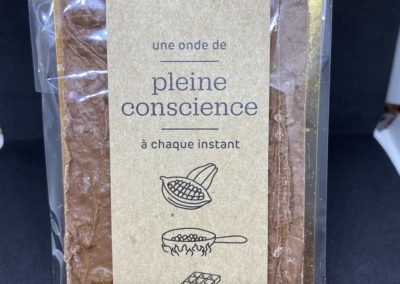 une onde de
pleine
conscience
à chaque instant